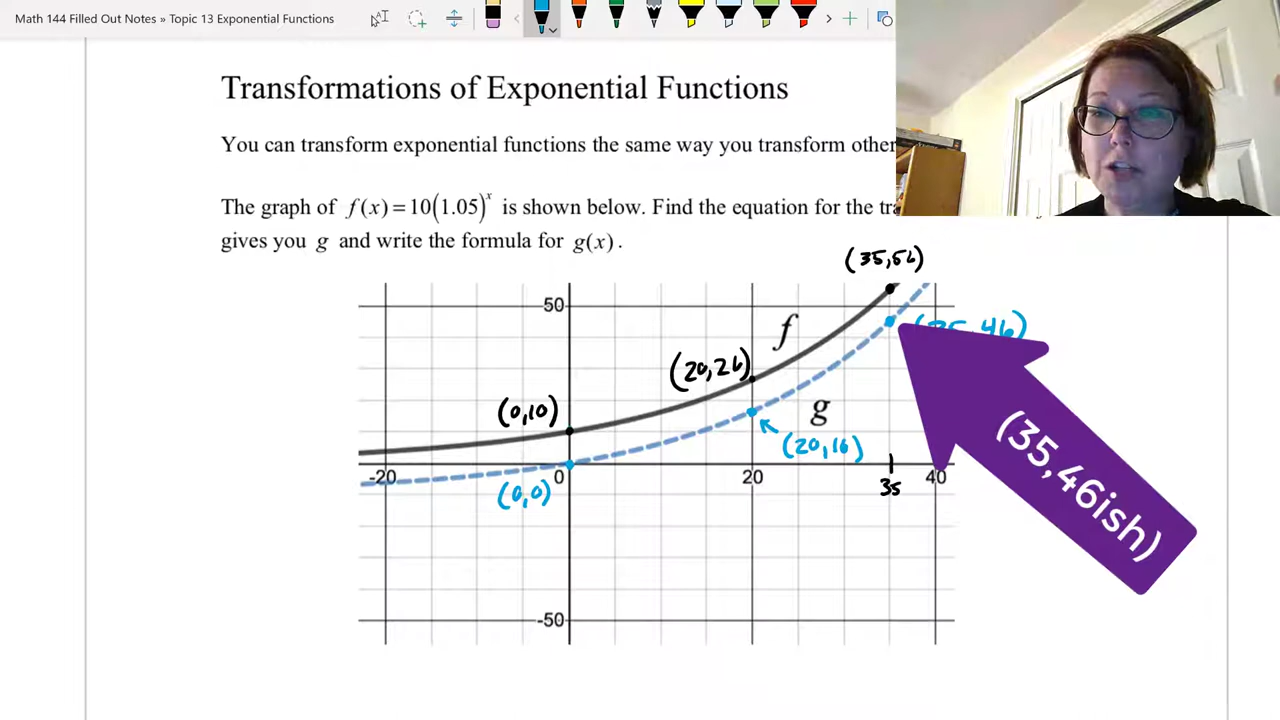 Math 144 Filled Out Notes » Topic 13 Exponential Functions
Transformations of Exponential Functions
You can transform exponential functions the same way you transform other
The graph of f(x)=10(1.05)^x is shown below. Find the equation for the
gives you g and write the formula for g(x).
(35,56)
50
f
46)
(20,26)
(0,10)
g
(20,16)
(35,46ish)
-20
0
20
40
(0,0)
35
-50